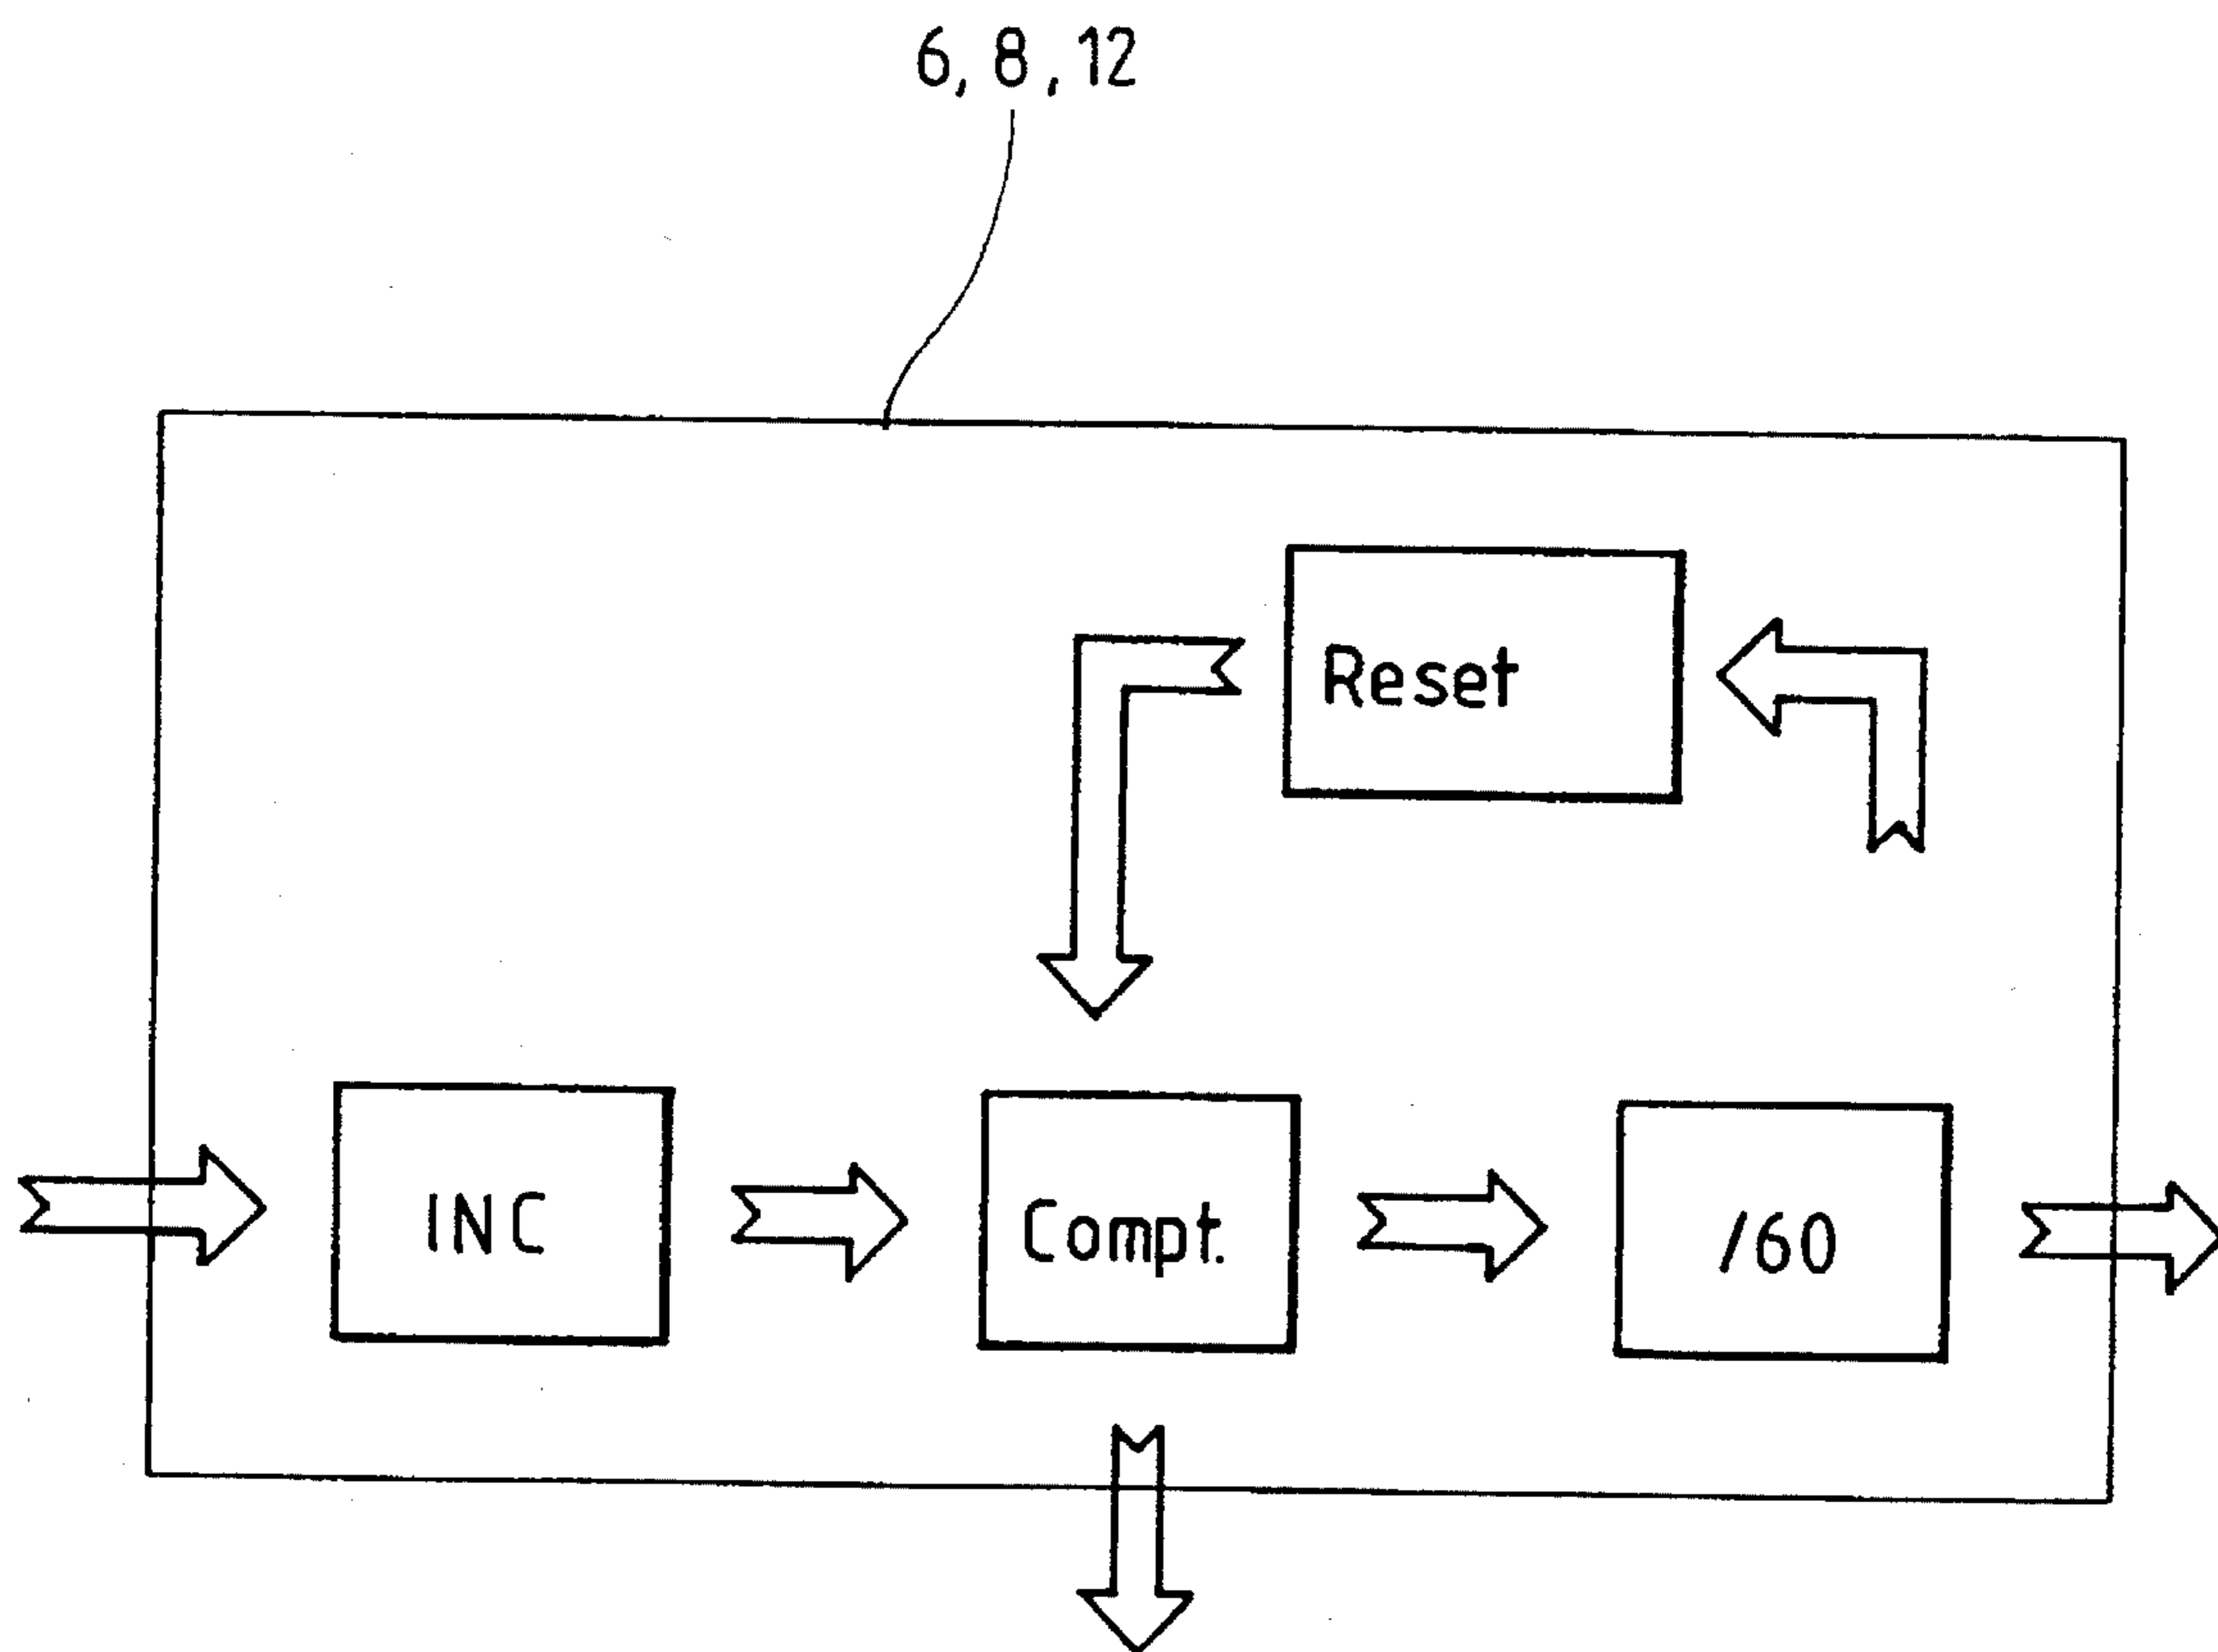 6, 8, 12
Reset
INC
Compt.
/60